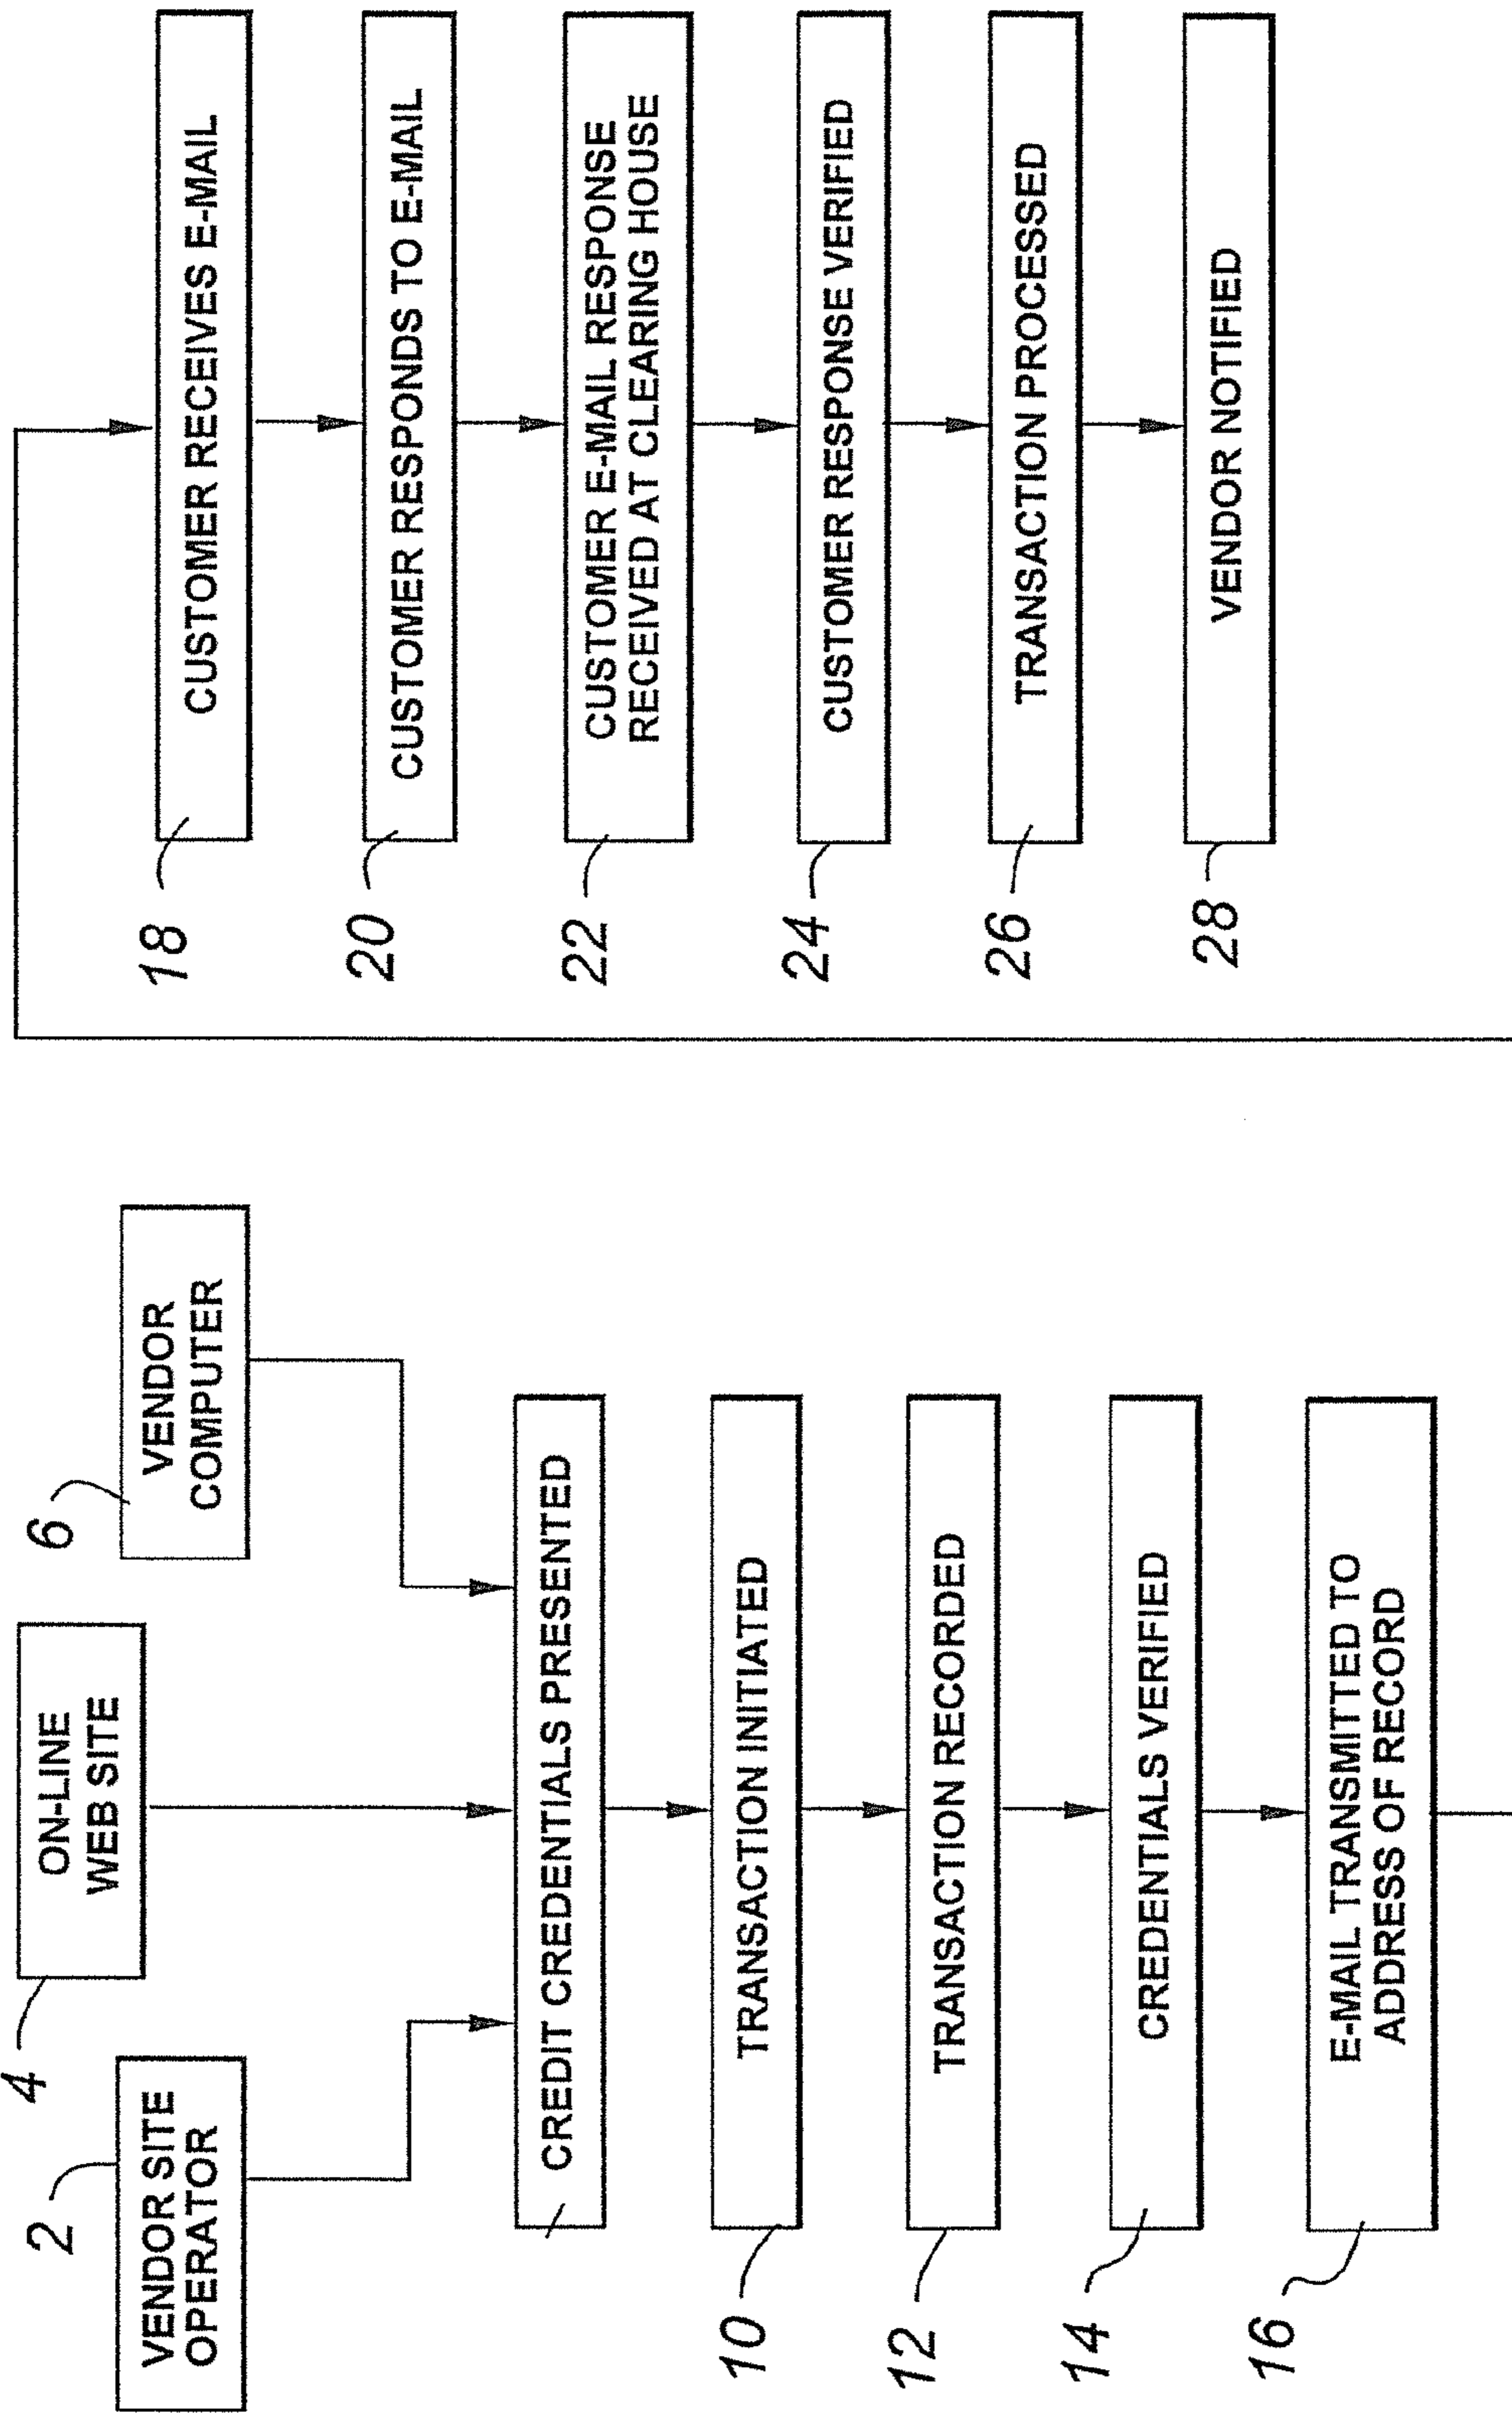 2
VENDOR SITE
OPERATOR
4
ON-LINE
WEB SITE
6
VENDOR
COMPUTER
CREDIT CREDENTIALS PRESENTED
10
TRANSACTION INITIATED
12
TRANSACTION RECORDED
14
CREDENTIALS VERIFIED
16
E-MAIL TRANSMITTED TO
ADDRESS OF RECORD
18
CUSTOMER RECEIVES E-MAIL
20
CUSTOMER RESPONDS TO E-MAIL
22
CUSTOMER E-MAIL RESPONSE
RECEIVED AT CLEARING HOUSE
24
CUSTOMER RESPONSE VERIFIED
26
TRANSACTION PROCESSED
28
VENDOR NOTIFIED